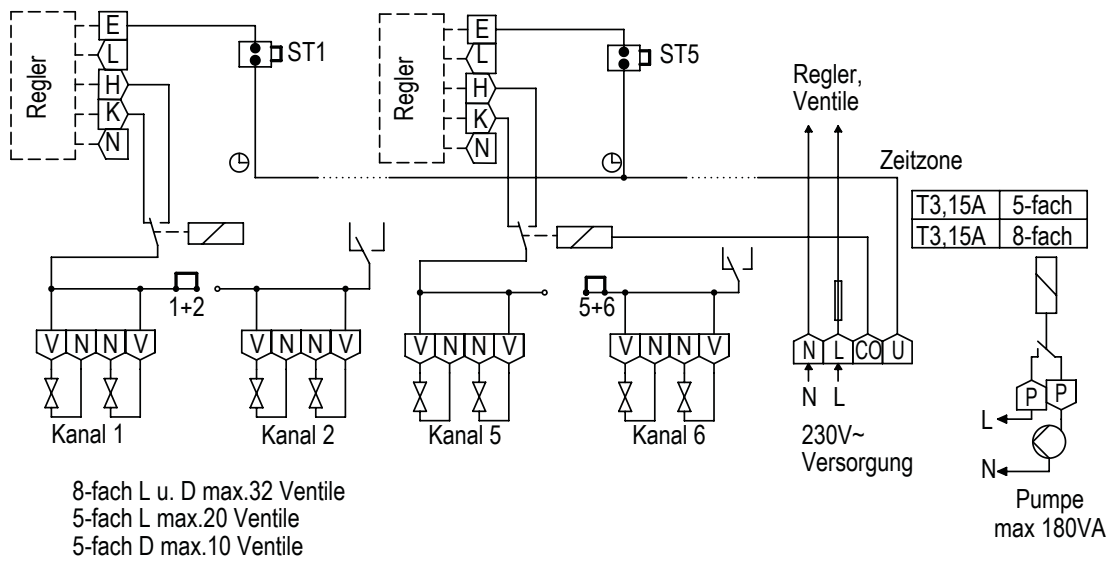 Regler
E
L
H
K
N
ST1
Regler
E
L
H
K
N
ST5
Regler,
Ventile
Zeitzone
T3,15A 5-fach
T3,15A 8-fach
1+2
5+6
V N N V
V N N V
V N N V
V N N V
N L CO U
N L
P P
L
N
Kanal 1
Kanal 2
Kanal 5
Kanal 6
230V~
Versorgung
Pumpe
max 180VA
8-fach L u. D max.32 Ventile
5-fach L max.20 Ventile
5-fach D max.10 Ventile